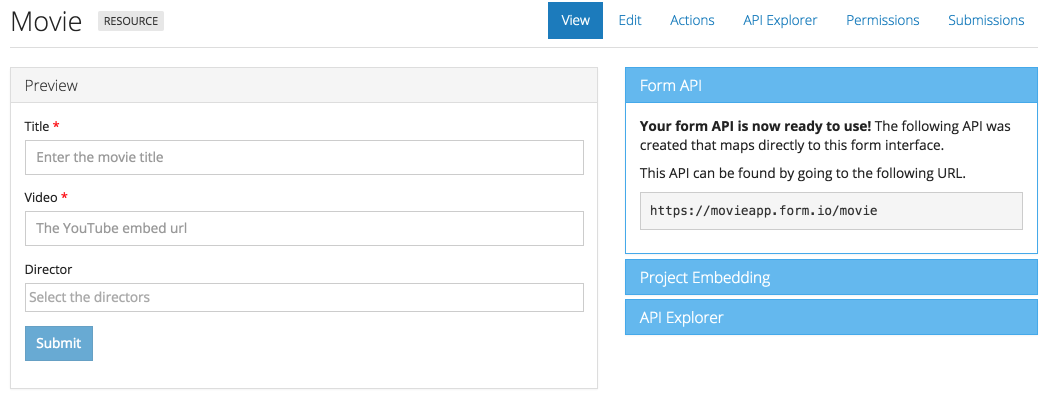 Movie RESOURCE View Edit Actions API Explorer Permissions Submissions
Preview
Title *
Enter the movie title
Video *
The YouTube embed url
Director
Select the directors
Submit
Form API
Your form API is now ready to use! The following API was
created that maps directly to this form interface.
This API can be found by going to the following URL.
https://movieapp.form.io/movie
Project Embedding
API Explorer